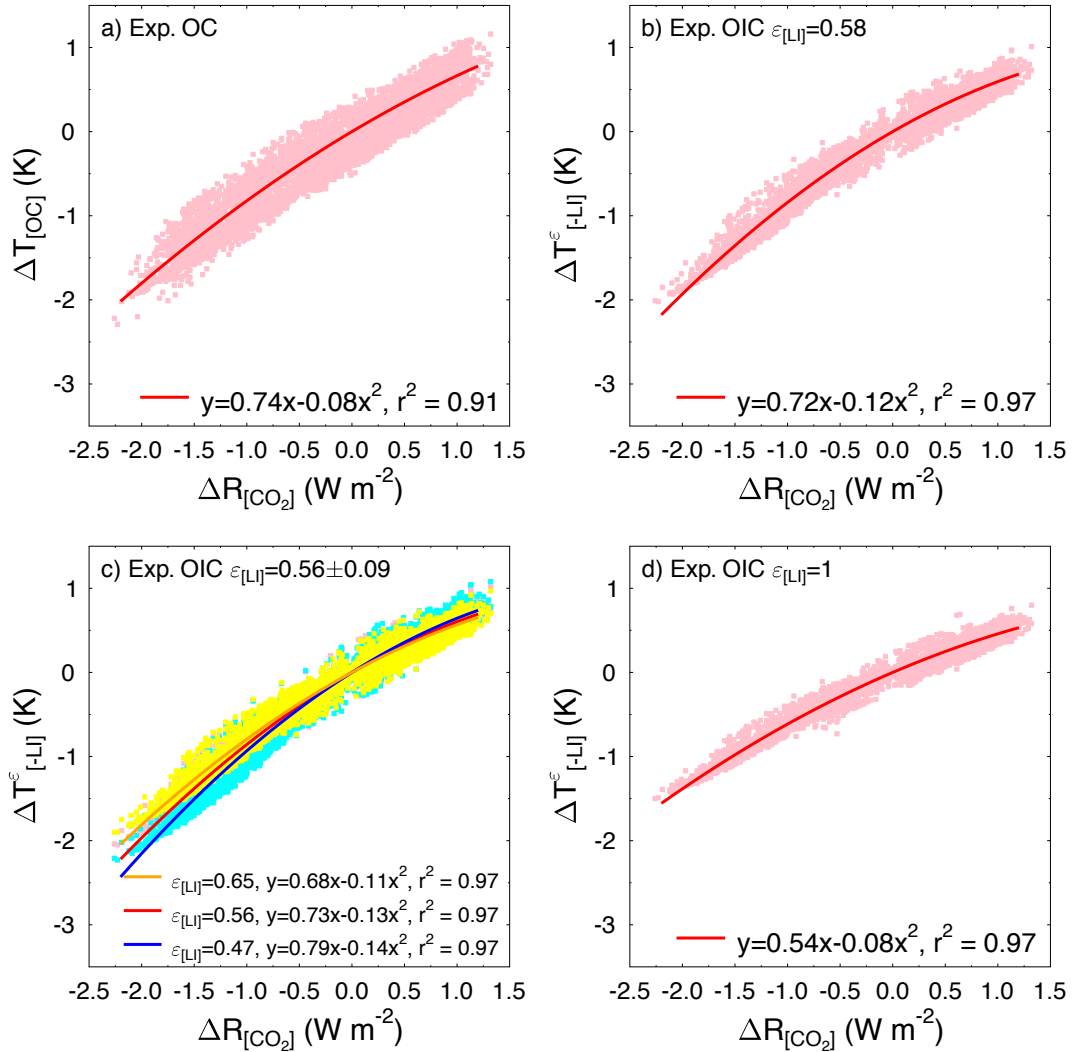 a) Exp. OC
1
0
-1
-2
-3
ΔT[OC] (K)
y=0.74x-0.08x², r² = 0.91
-2.5 -2.0 -1.5 -1.0 -0.5 0.0 0.5 1.0 1.5
ΔR[CO₂] (W m⁻²)
b) Exp. OIC ε[LI]=0.58
1
0
-1
-2
-3
ΔTᵋ[-LI] (K)
y=0.72x-0.12x², r² = 0.97
-2.5 -2.0 -1.5 -1.0 -0.5 0.0 0.5 1.0 1.5
ΔR[CO₂] (W m⁻²)
c) Exp. OIC ε[LI]=0.56±0.09
1
0
-1
-2
-3
ΔTᵋ[-LI] (K)
ε[LI]=0.65, y=0.68x-0.11x², r² = 0.97
ε[LI]=0.56, y=0.73x-0.13x², r² = 0.97
ε[LI]=0.47, y=0.79x-0.14x², r² = 0.97
-2.5 -2.0 -1.5 -1.0 -0.5 0.0 0.5 1.0 1.5
ΔR[CO₂] (W m⁻²)
d) Exp. OIC ε[LI]=1
1
0
-1
-2
-3
ΔTᵋ[-LI] (K)
y=0.54x-0.08x², r² = 0.97
-2.5 -2.0 -1.5 -1.0 -0.5 0.0 0.5 1.0 1.5
ΔR[CO₂] (W m⁻²)